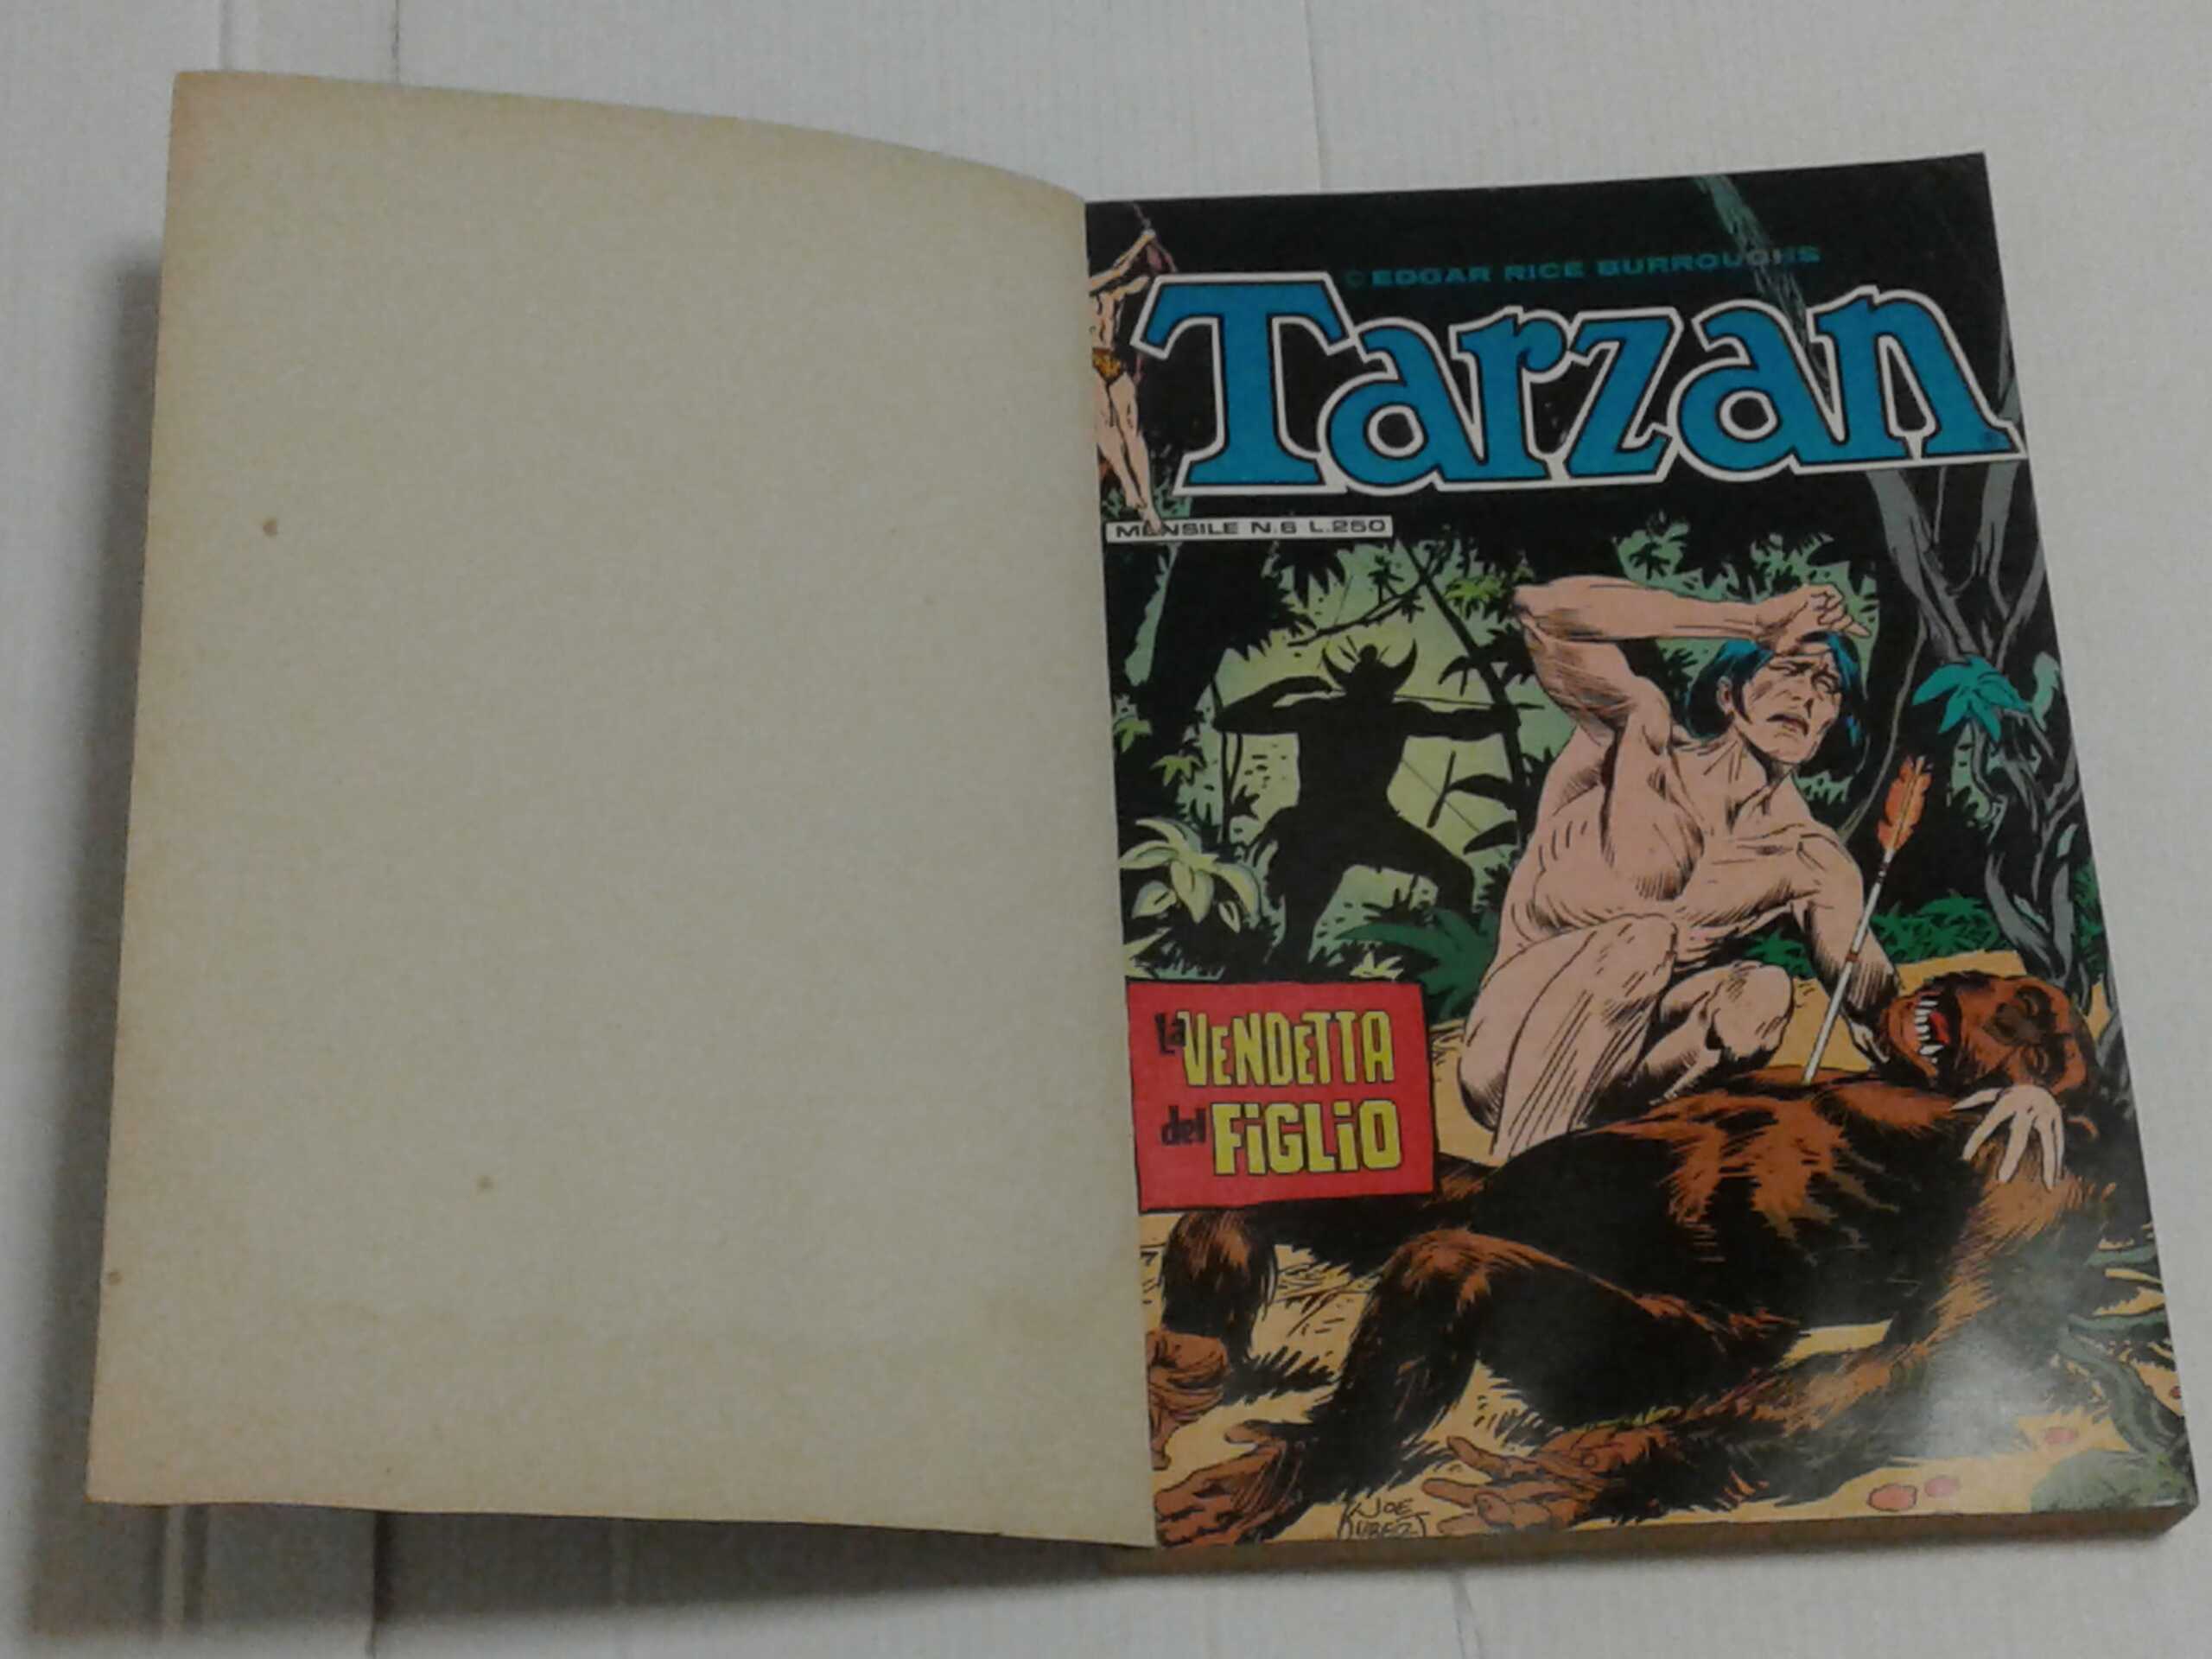 © EDGAR RICE BURROUGHS
Tarzan
MENSILE N.6 L.250
La VENDETTA
del FiGLiO
JOE
KUBERT